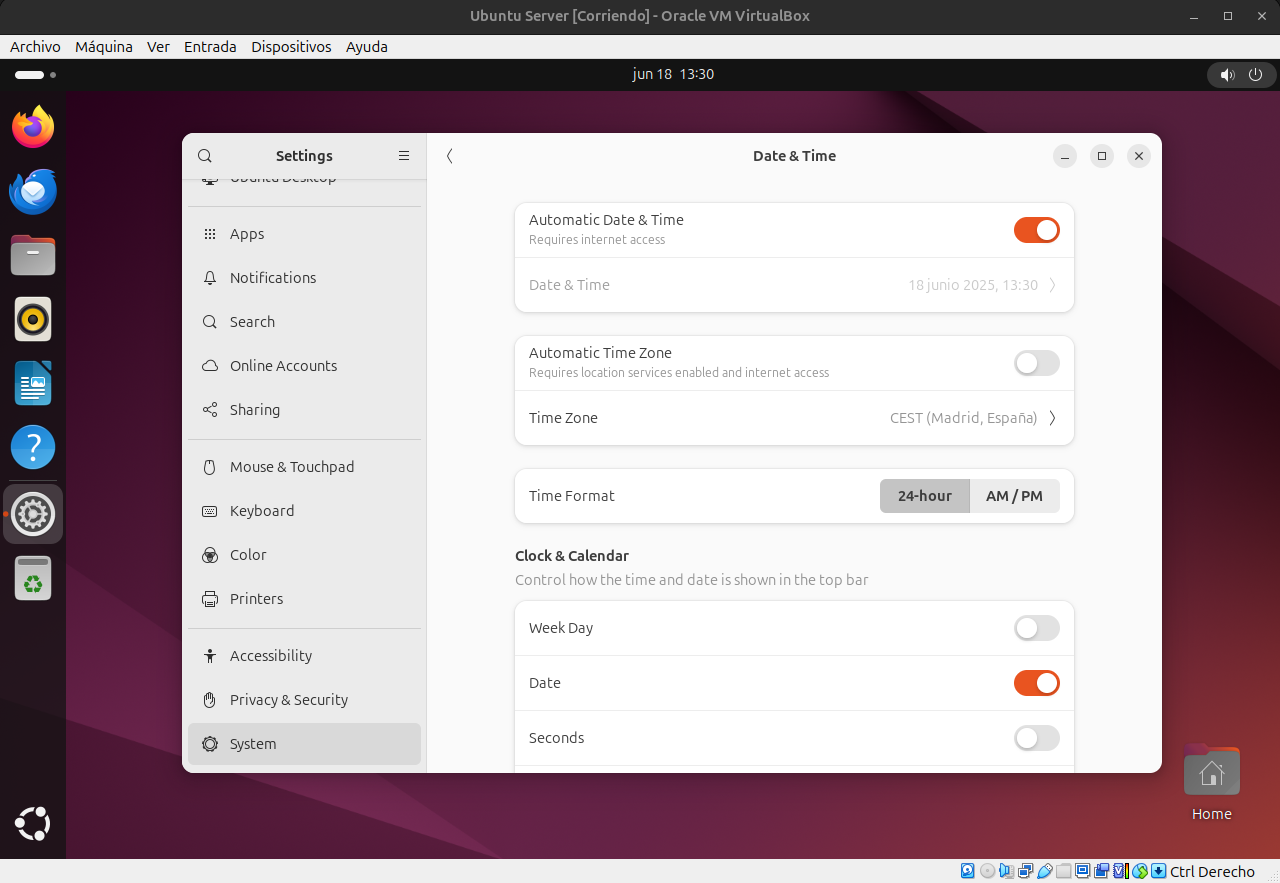 Ubuntu Server [Corriendo] - Oracle VM VirtualBox
Archivo Máquina Ver Entrada Dispositivos Ayuda
jun 18 13:30
Settings
Date & Time
Ubuntu Desktop
Apps
Notifications
Search
Online Accounts
Sharing
Mouse & Touchpad
Keyboard
Color
Printers
Accessibility
Privacy & Security
System
Automatic Date & Time
Requires internet access
Date & Time 18 junio 2025, 13:30
Automatic Time Zone
Requires location services enabled and internet access
Time Zone CEST (Madrid, España)
Time Format 24-hour AM / PM
Clock & Calendar
Control how the time and date is shown in the top bar
Week Day
Date
Seconds
Home
Ctrl Derecho